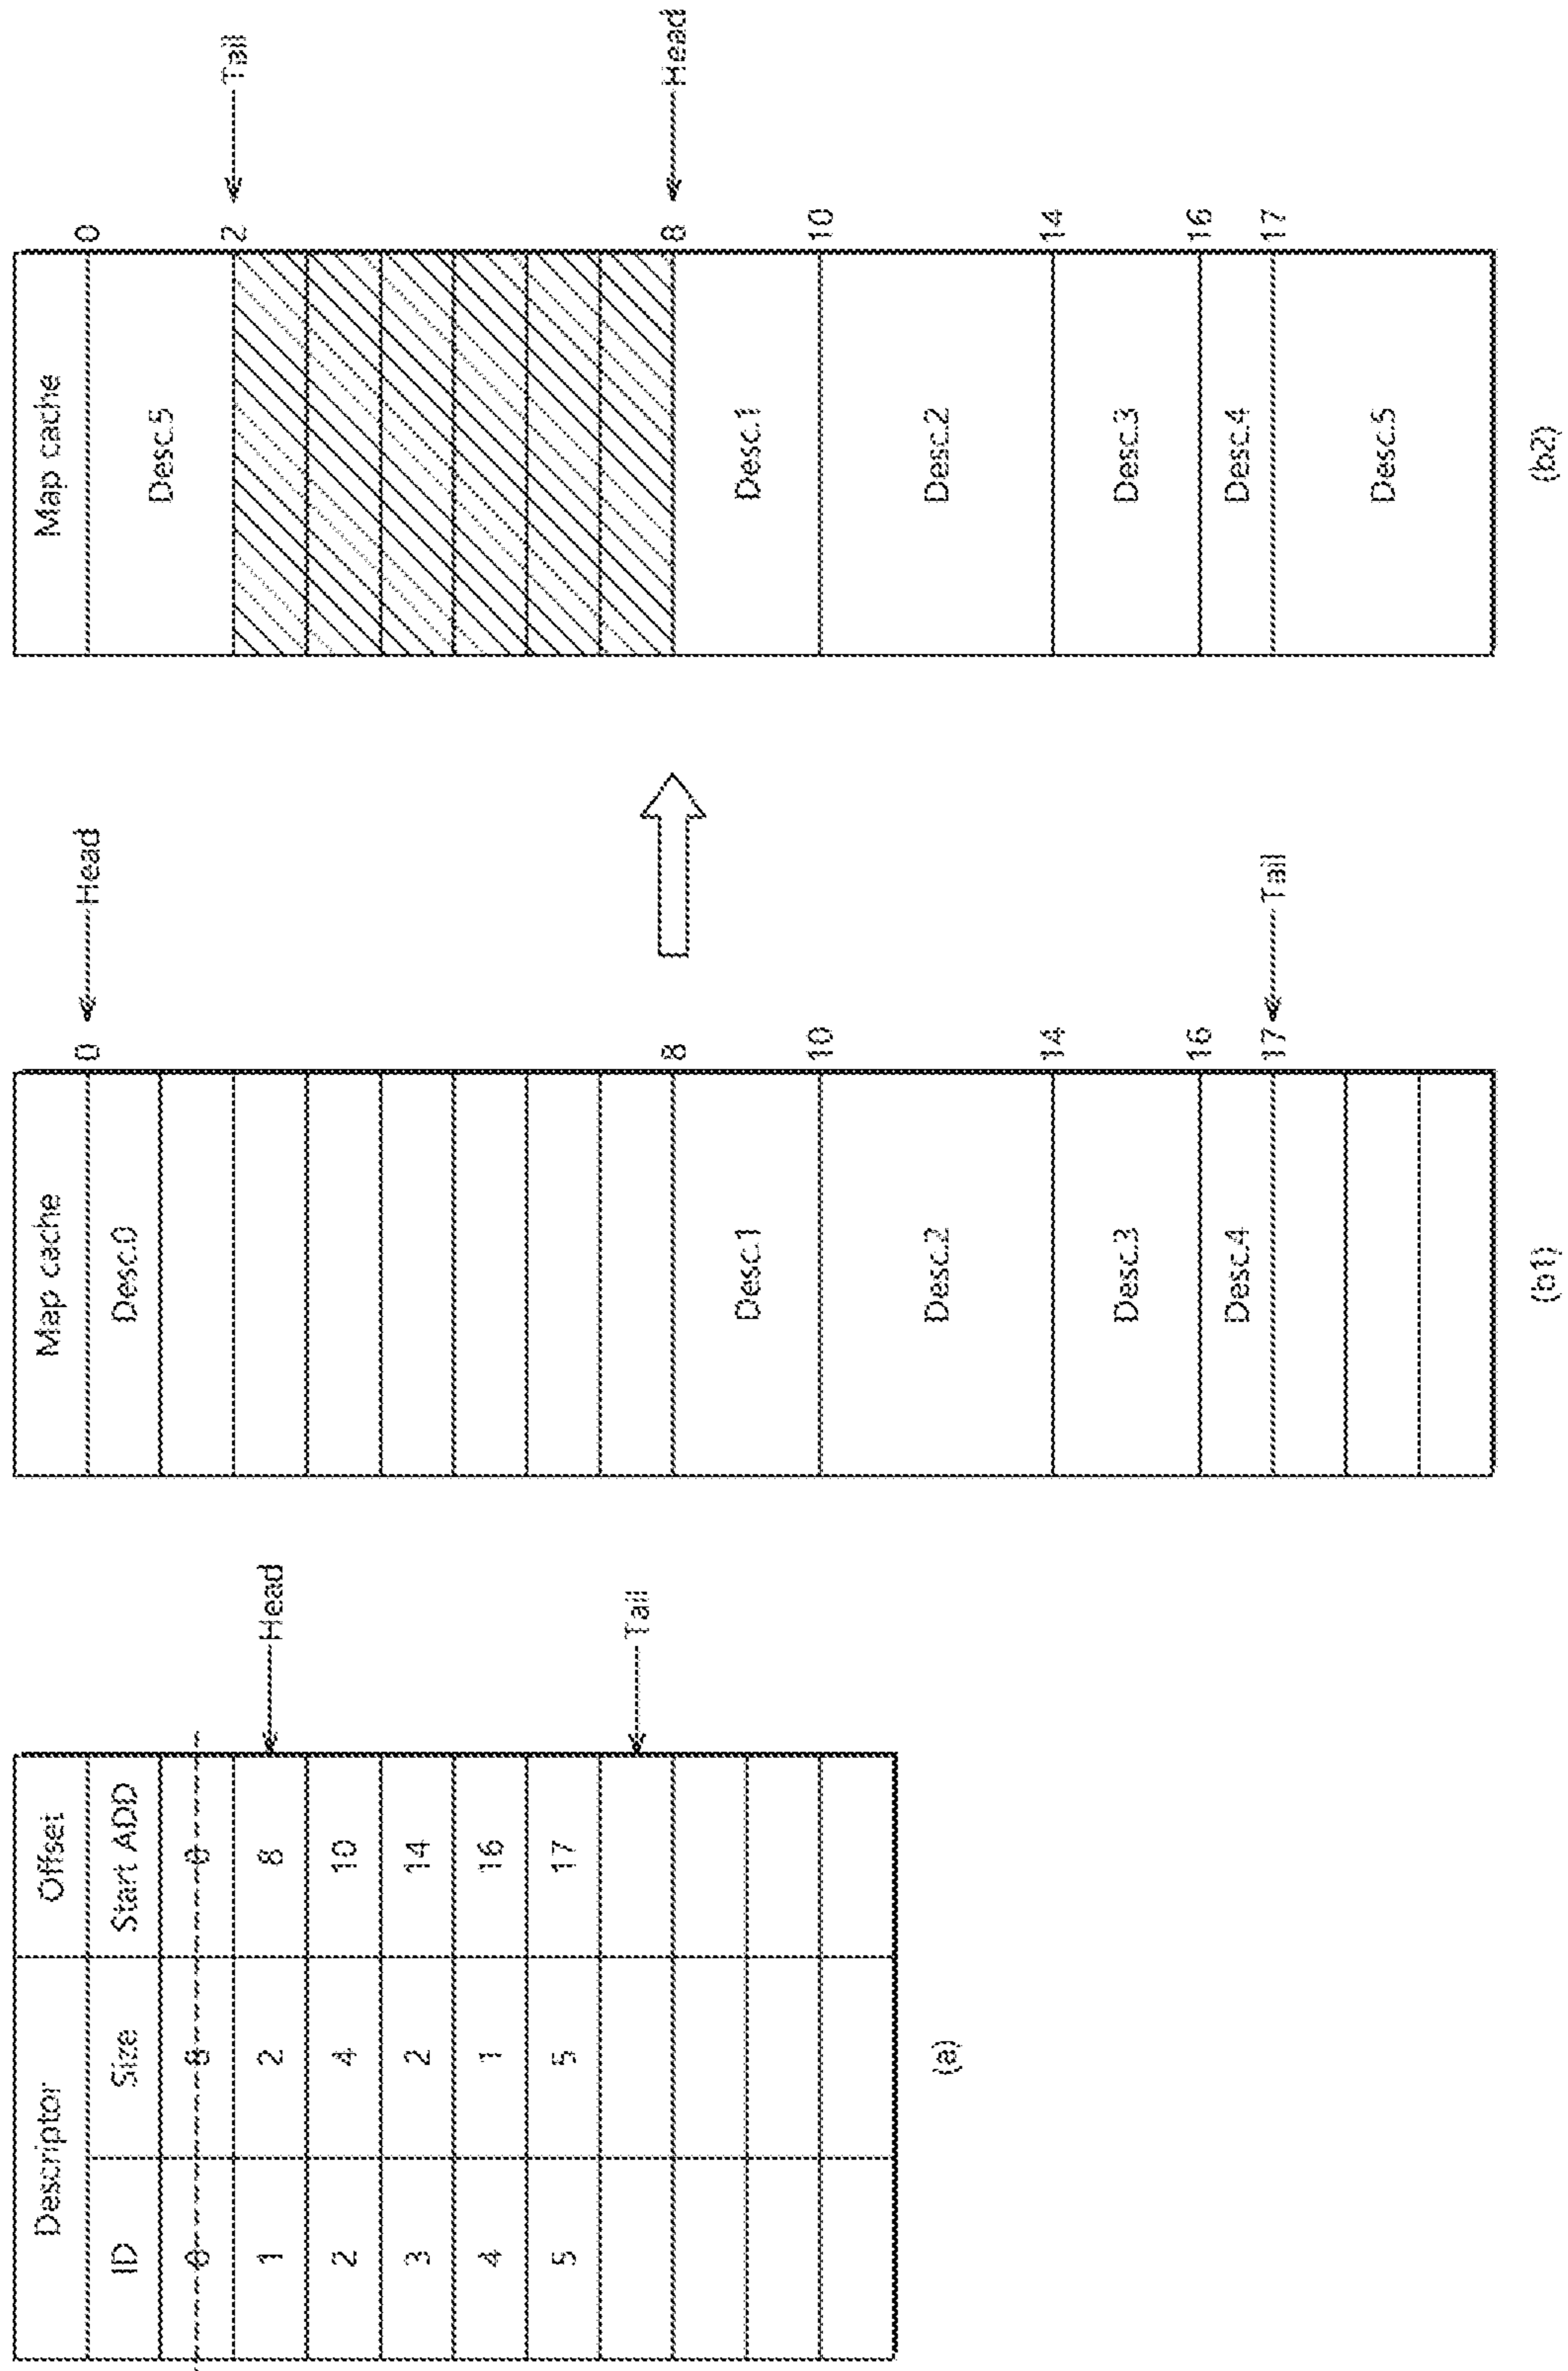 Descriptor Offset
ID Size Start ADD
0 8 0
1 2 8
Head
2 4 10
3 2 14
4 1 16
5 5 17
Tail
(a)
Map cache
0
Head
Desc.0
8
Desc.1
10
Desc.2
14
Desc.3
16
Desc.4
17
Tail
(b1)
Map cache
0
Desc.5
2
Tail
8
Head
Desc.1
10
Desc.2
14
Desc.3
16
Desc.4
17
Desc.5
(b2)